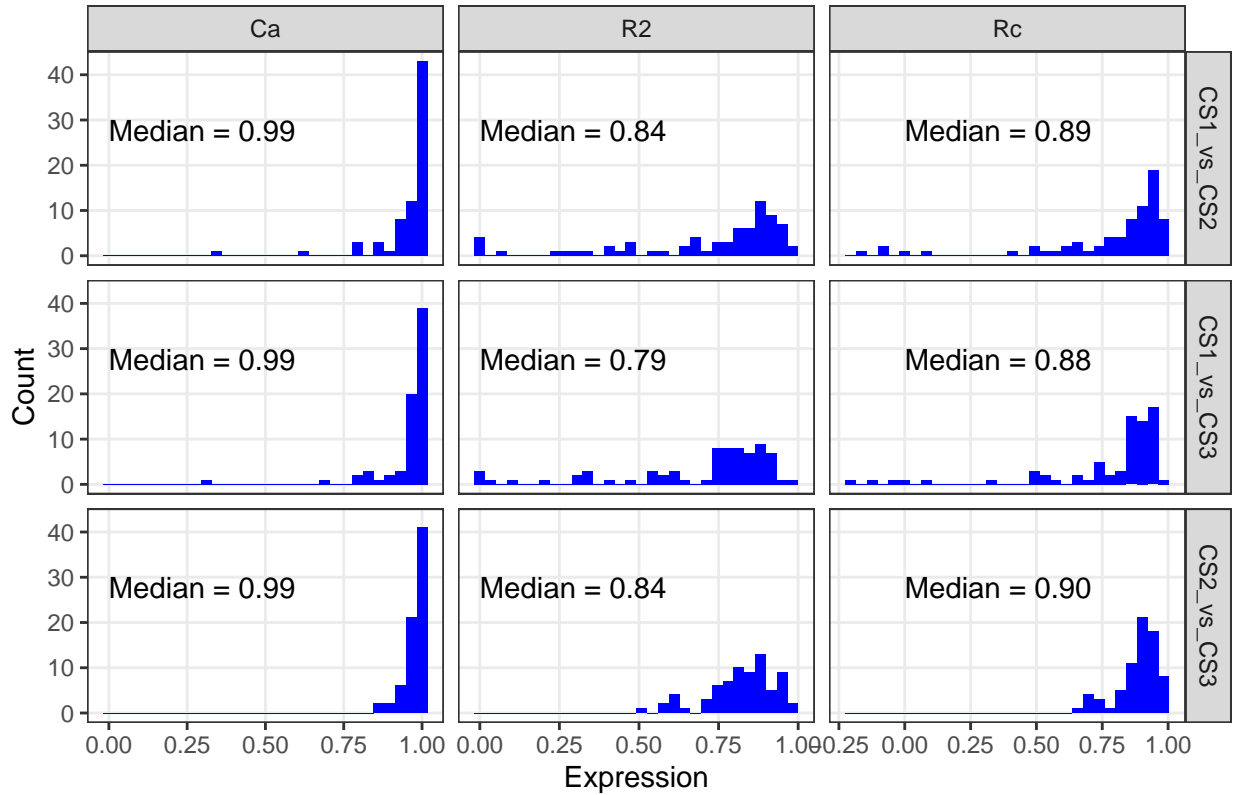 Ca
R2
Rc
40
30
20
10
0
Median = 0.99
Median = 0.84
Median = 0.89
CS1_vs_CS2
40
30
20
10
0
Median = 0.99
Median = 0.79
Median = 0.88
CS1_vs_CS3
40
30
20
10
0
Median = 0.99
Median = 0.84
Median = 0.90
CS2_vs_CS3
Count
0.00 0.25 0.50 0.75 1.00
0.00 0.25 0.50 0.75 1.00
-0.25 0.00 0.25 0.50 0.75 1.00
Expression